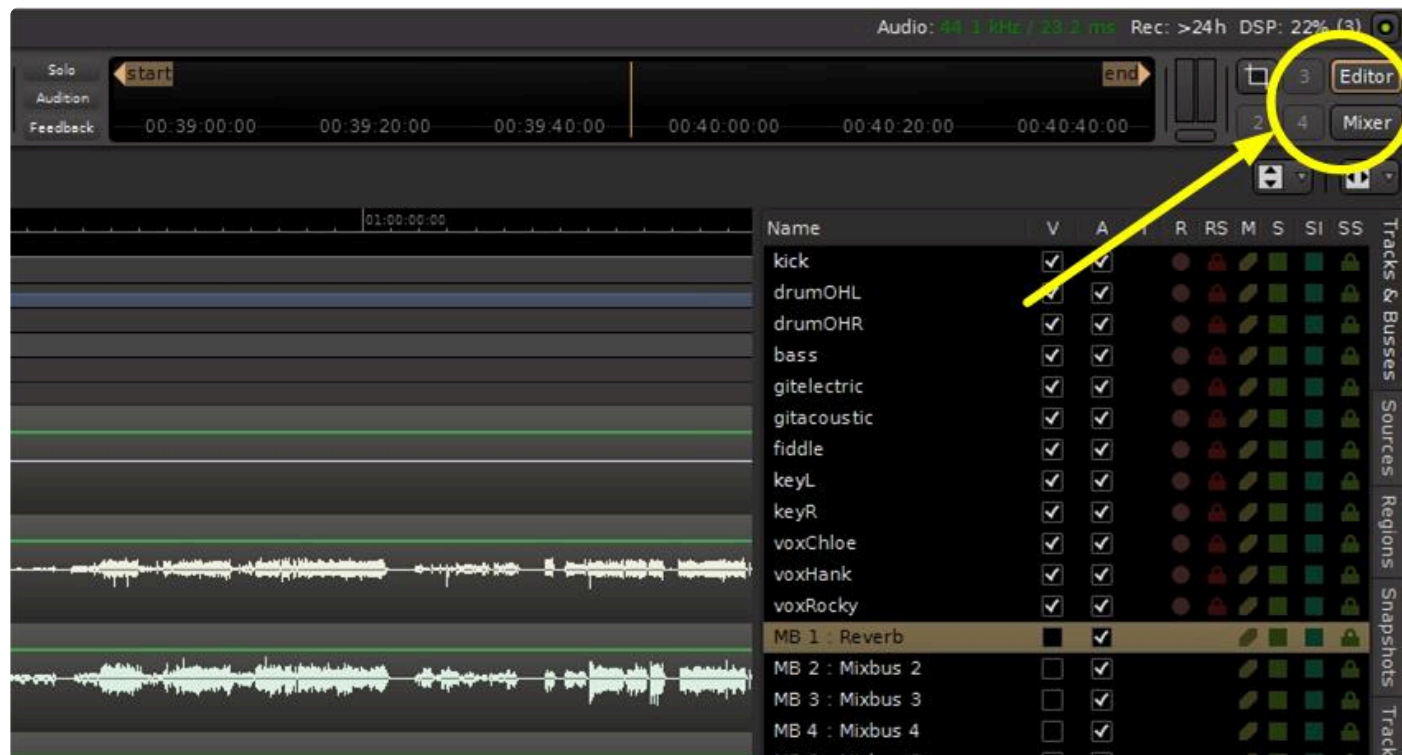 Audio: 44.1 kHz / 23.2 ms Rec: >24h DSP: 22% (3)
Solo
Audition
Feedback
start
end
00:39:00:00 00:39:20:00 00:39:40:00 00:40:00:00 00:40:20:00 00:40:40:00
3 Editor
2 4 Mixer
01:00:00:00
Name V A I R RS M S SI SS
kick
drumOHL
drumOHR
bass
gitelectric
gitacoustic
fiddle
keyL
keyR
voxChloe
voxHank
voxRocky
MB 1 : Reverb
MB 2 : Mixbus 2
MB 3 : Mixbus 3
MB 4 : Mixbus 4
Tracks & Busses
Sources
Regions
Snapshots
Track